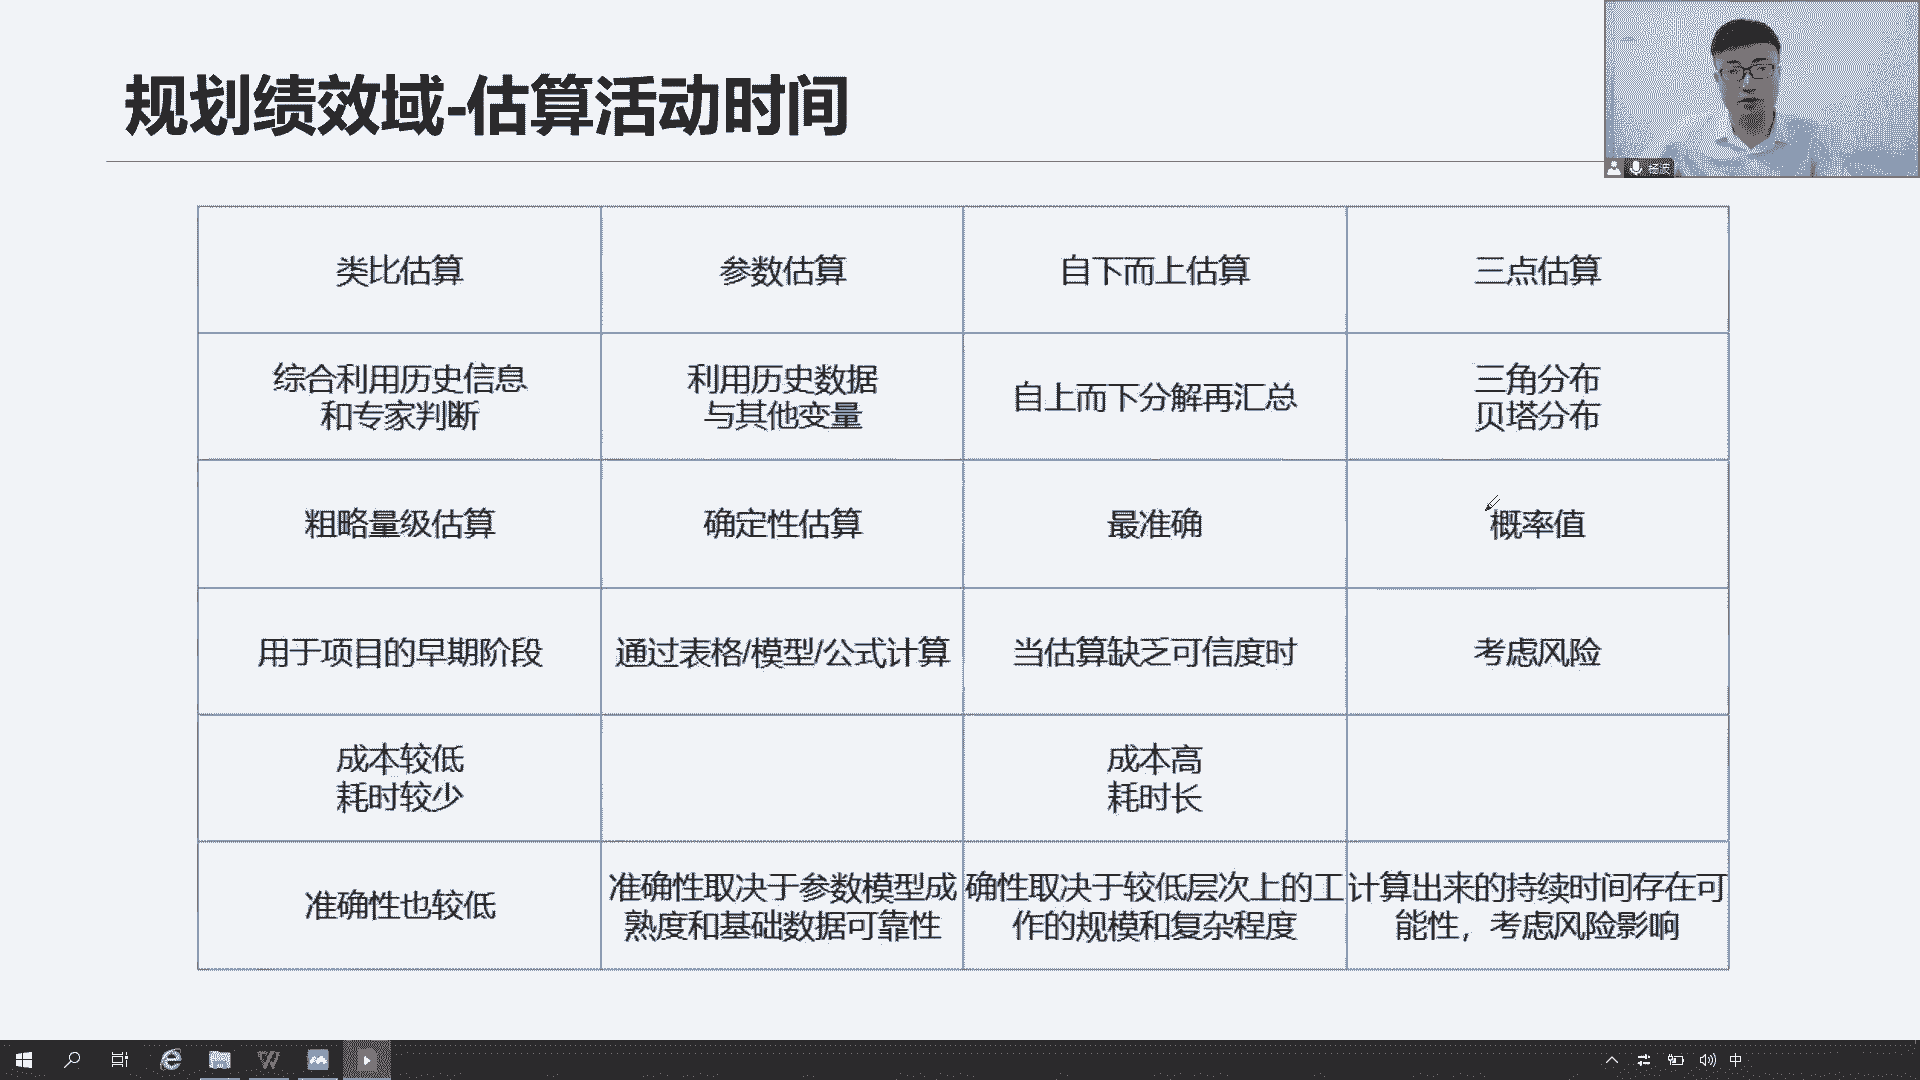 规划绩效域-估算活动时间
杨波
类比估算
参数估算
自下而上估算
三点估算
综合利用历史信息
和专家判断
利用历史数据
与其他变量
自上而下分解再汇总
三角分布
贝塔分布
粗略量级估算
确定性估算
最准确
概率值
用于项目的早期阶段
通过表格/模型/公式计算
当估算缺乏可信度时
考虑风险
成本较低
耗时较少
成本高
耗时长
准确性也较低
准确性取决于参数模型成
熟度和基础数据可靠性
确性取决于较低层次上的工
作的规模和复杂程度
计算出来的持续时间存在可
能性，考虑风险影响
中